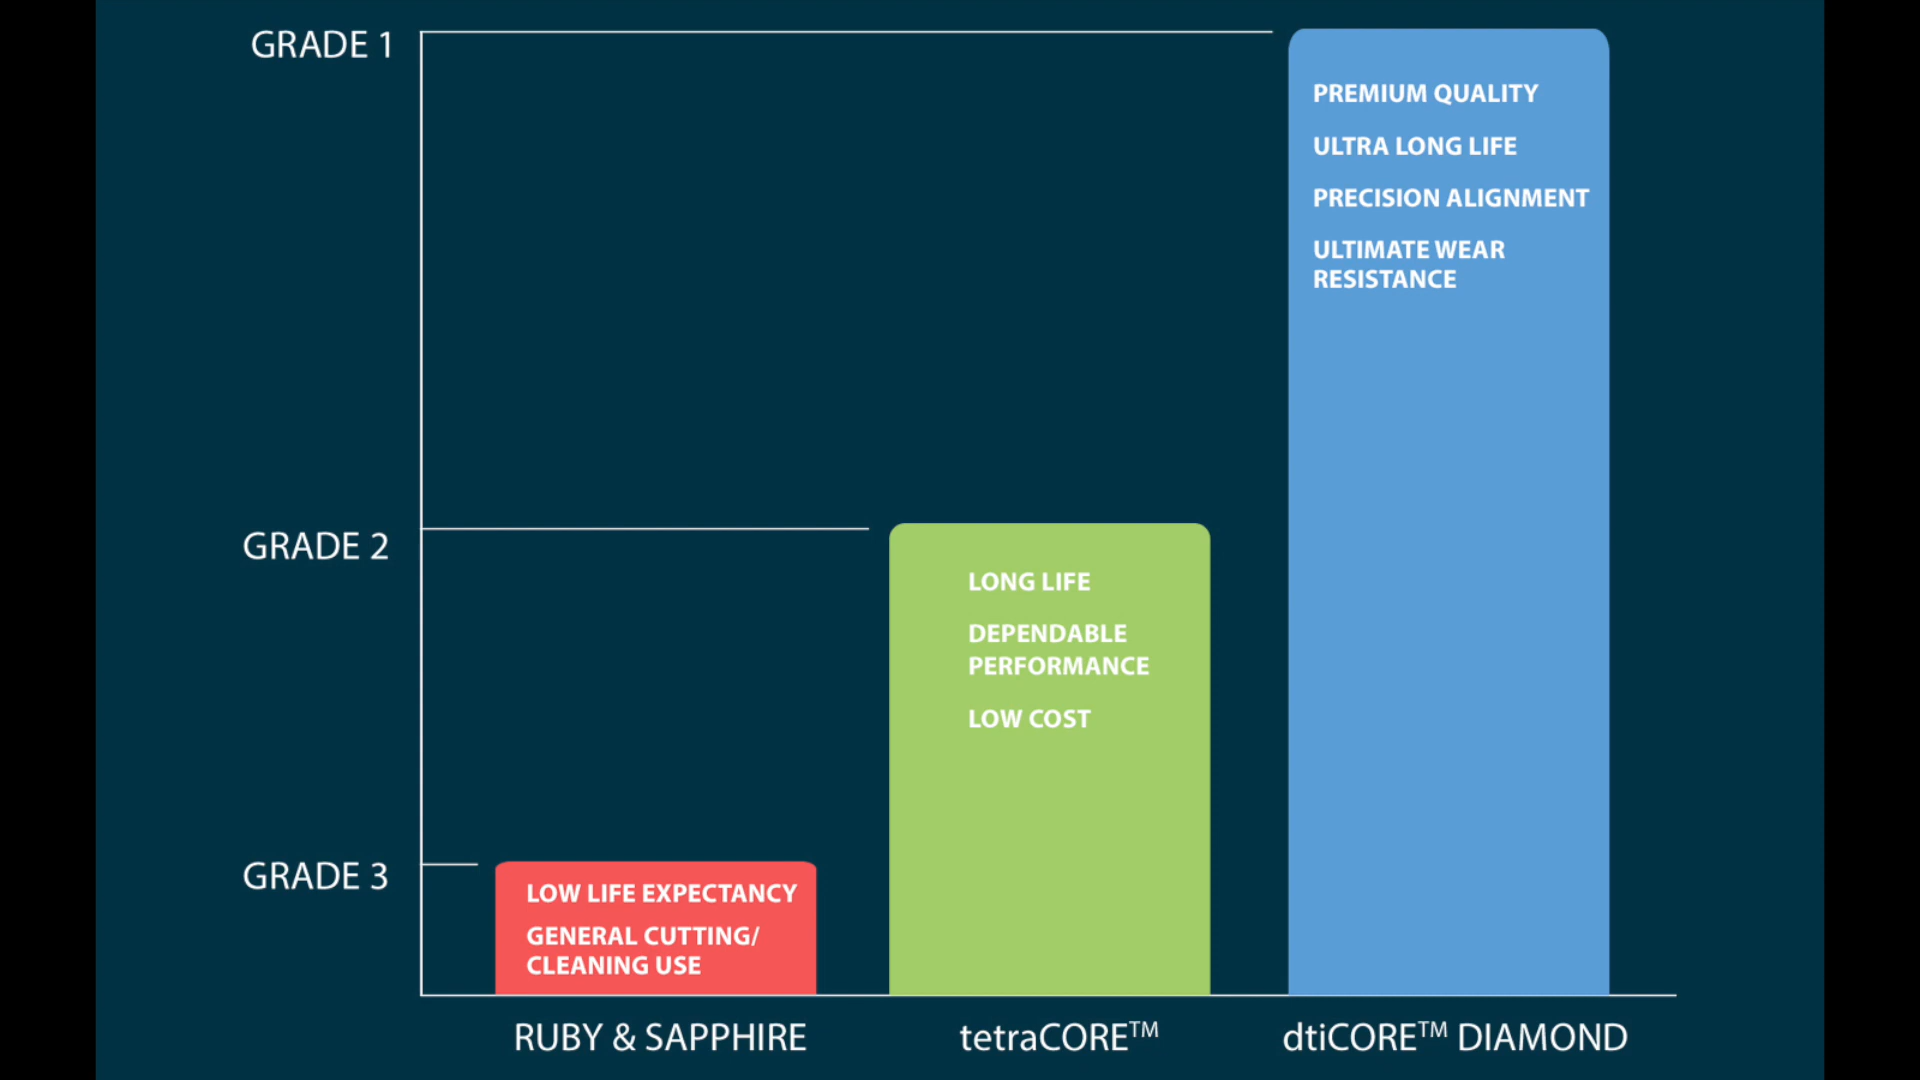 GRADE 1
PREMIUM QUALITY
ULTRA LONG LIFE
PRECISION ALIGNMENT
ULTIMATE WEAR
RESISTANCE
GRADE 2
LONG LIFE
DEPENDABLE
PERFORMANCE
LOW COST
GRADE 3
LOW LIFE EXPECTANCY
GENERAL CUTTING/
CLEANING USE
RUBY & SAPPHIRE
tetraCORE™
dtiCORE™ DIAMOND